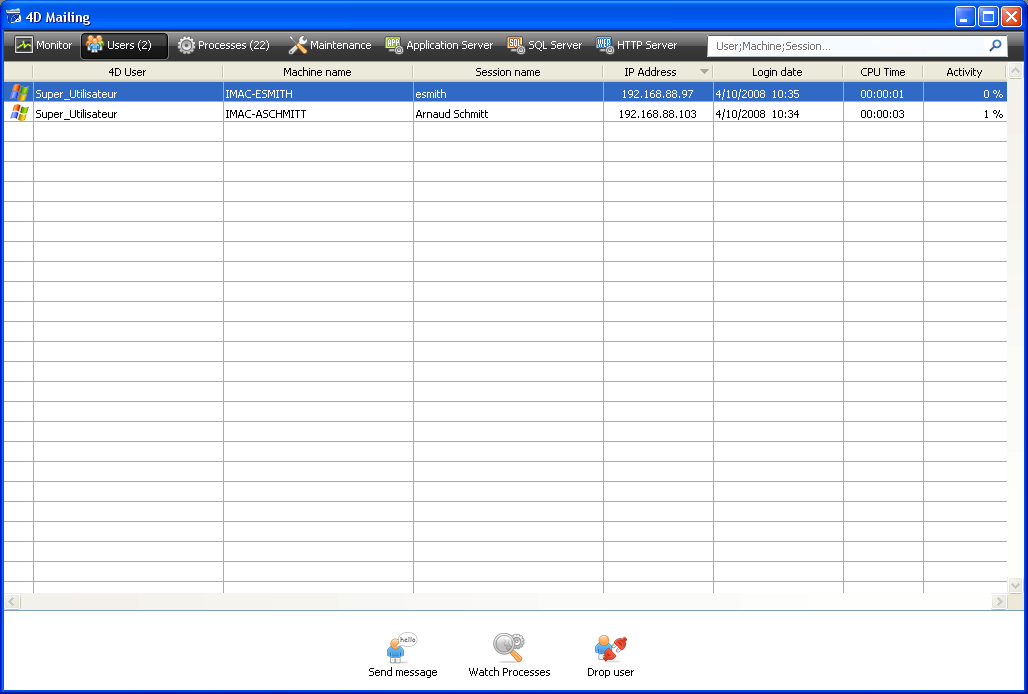 4D Mailing
Monitor Users (2) Processes (22) Maintenance APP Application Server SQL SQL Server WEB HTTP Server User;Machine;Session...
4D User Machine name Session name IP Address Login date CPU Time Activity
Super_Utilisateur IMAC-ESMITH esmith 192.168.88.97 4/10/2008 10:35 00:00:01 0 %
Super_Utilisateur IMAC-ASCHMITT Arnaud Schmitt 192.168.88.103 4/10/2008 10:34 00:00:03 1 %
hello
Send message Watch Processes Drop user